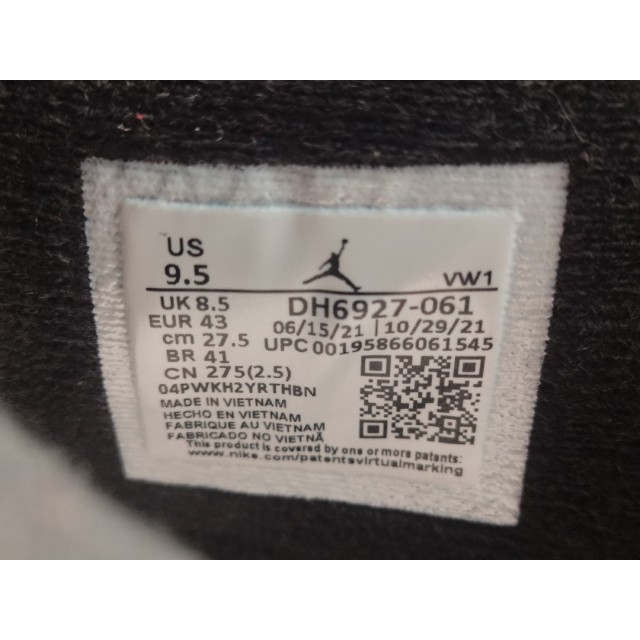 US
9.5
VW1
UK 8.5
EUR 43
cm 27.5
BR 41
CN 275(2.5)
DH6927-061
06/15/21 | 10/29/21
UPC 00195866061545
04PWKH2YRTHBN
MADE IN VIETNAM
HECHO EN VIETNAM
FABRIQUE AU VIETNAM
FABRICADO NO VIETNÃ
This product is covered by one or more patents:
www.nike.com/patentsvirtualmarking